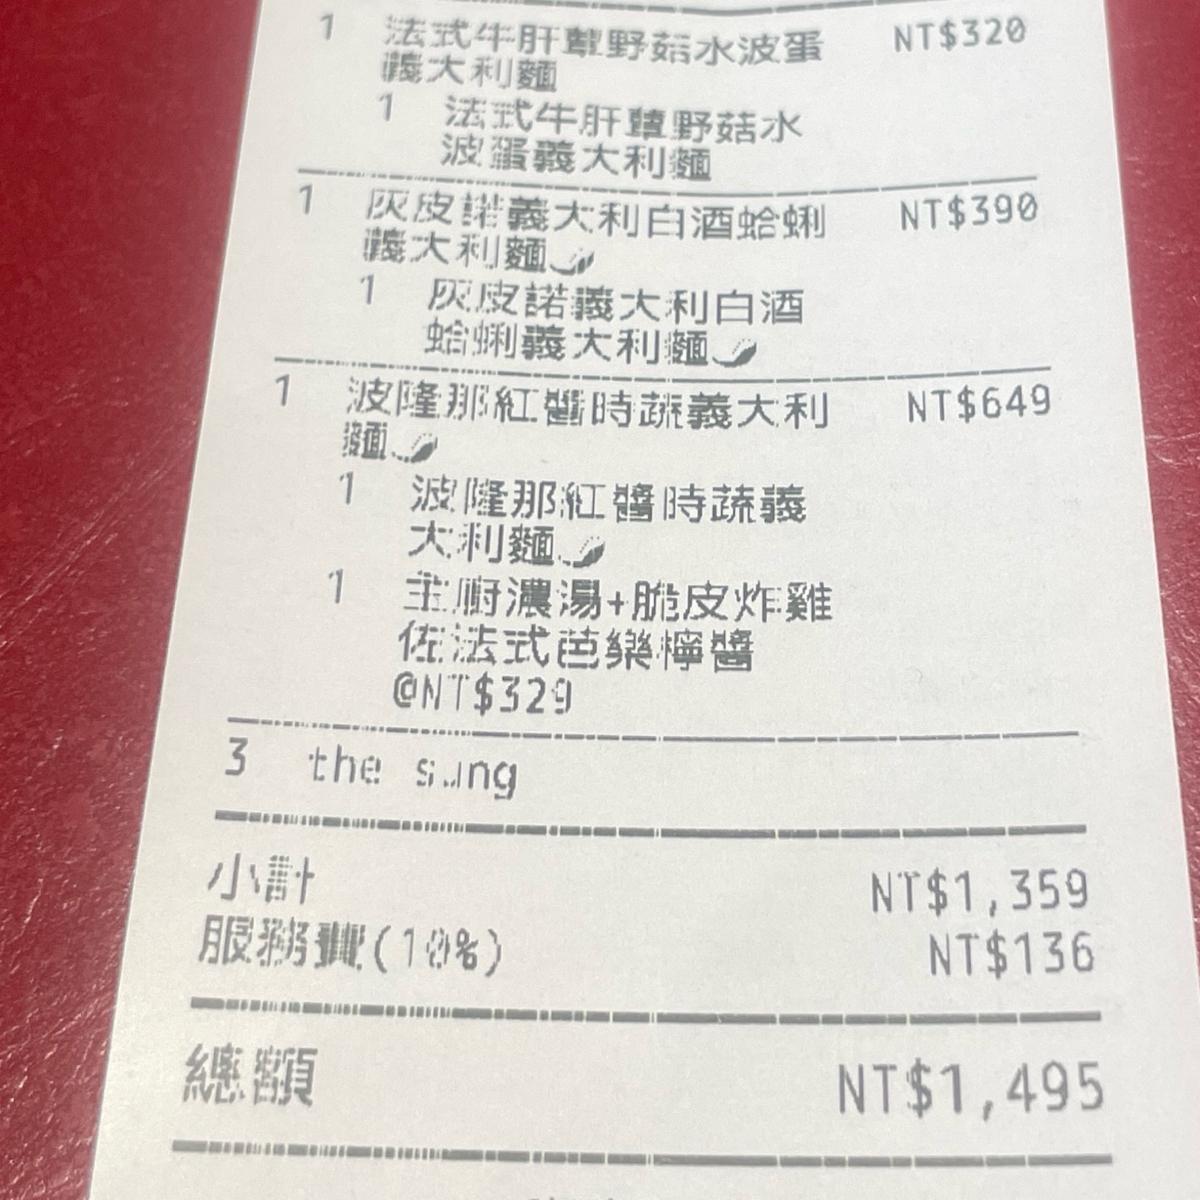 1 法式牛肝蕈野菇水波蛋 NT$320
義大利麵
1 法式牛肝蕈野菇水
波蛋義大利麵
1 灰皮諾義大利白酒蛤蜊 NT$390
義大利麵🌶
1 灰皮諾義大利白酒
蛤蜊義大利麵🌶
1 波隆那紅醬時蔬義大利 NT$649
麵🌶
1 波隆那紅醬時蔬義
大利麵🌶
1 主廚濃湯+脆皮炸雞
佐法式芭樂檸醬
@NT$329
3 the
小計 NT$1,359
服務費(10%) NT$136
總額 NT$1,495